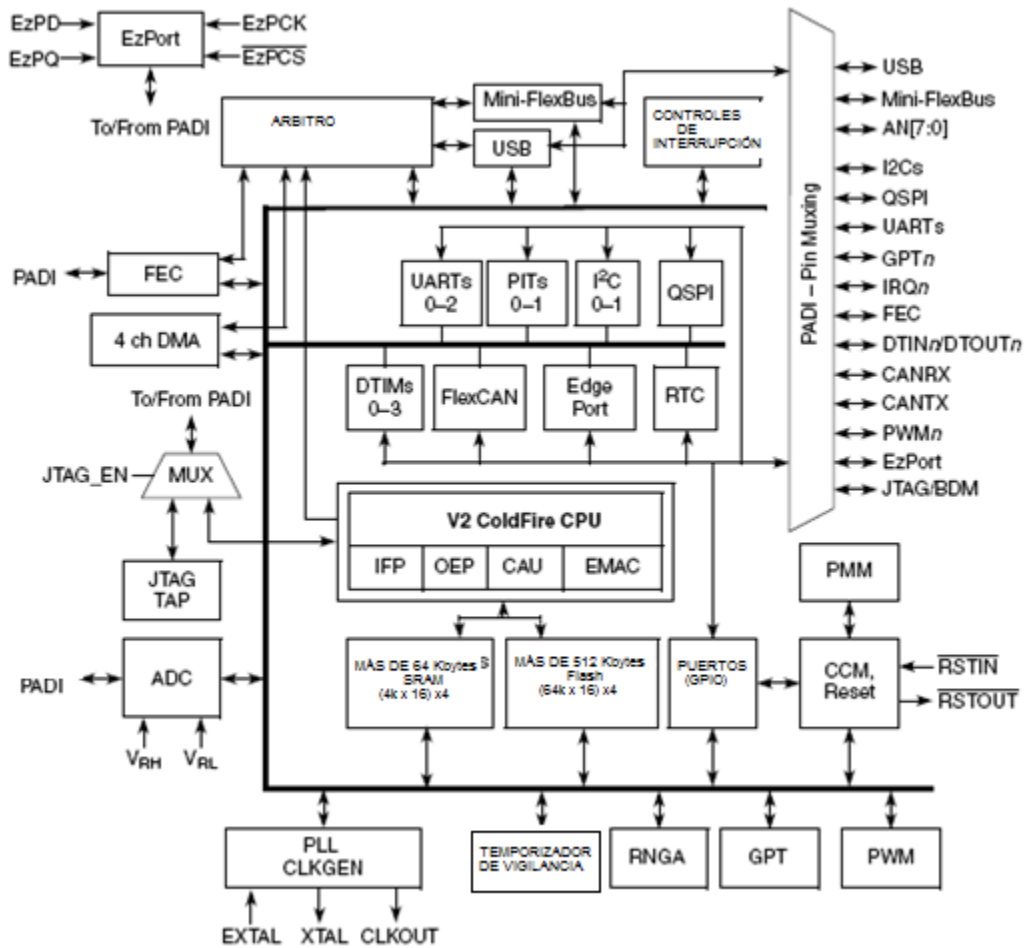 EzPD
EzPQ
EzPort
EzPCK
EzPCS
To/From PADI
ARBITRO
Mini-FlexBus
USB
CONTROLES
DE
INTERRUPCIÓN
PADI – Pin Muxing
USB
Mini-FlexBus
AN[7:0]
I2Cs
QSPI
UARTs
GPTn
IRQn
FEC
DTINn/DTOUTn
CANRX
CANTX
PWMn
EzPort
JTAG/BDM
PADI
FEC
4 ch DMA
UARTs
0–2
PITs
0–1
I²C
0–1
QSPI
DTIMs
0–3
FlexCAN
Edge
Port
RTC
To/From PADI
JTAG_EN
MUX
JTAG
TAP
V2 ColdFire CPU
IFP
OEP
CAU
EMAC
PADI
ADC
VRH
VRL
MÁS DE 64 Kbytes S
SRAM
(4k x 16) x4
MÁS DE 512 Kbytes
Flash
(64k x 16) x4
PUERTOS
(GPIO)
PMM
CCM,
Reset
RSTIN
RSTOUT
PLL
CLKGEN
EXTAL
XTAL
CLKOUT
TEMPORIZADOR
DE VIGILANCIA
RNGA
GPT
PWM